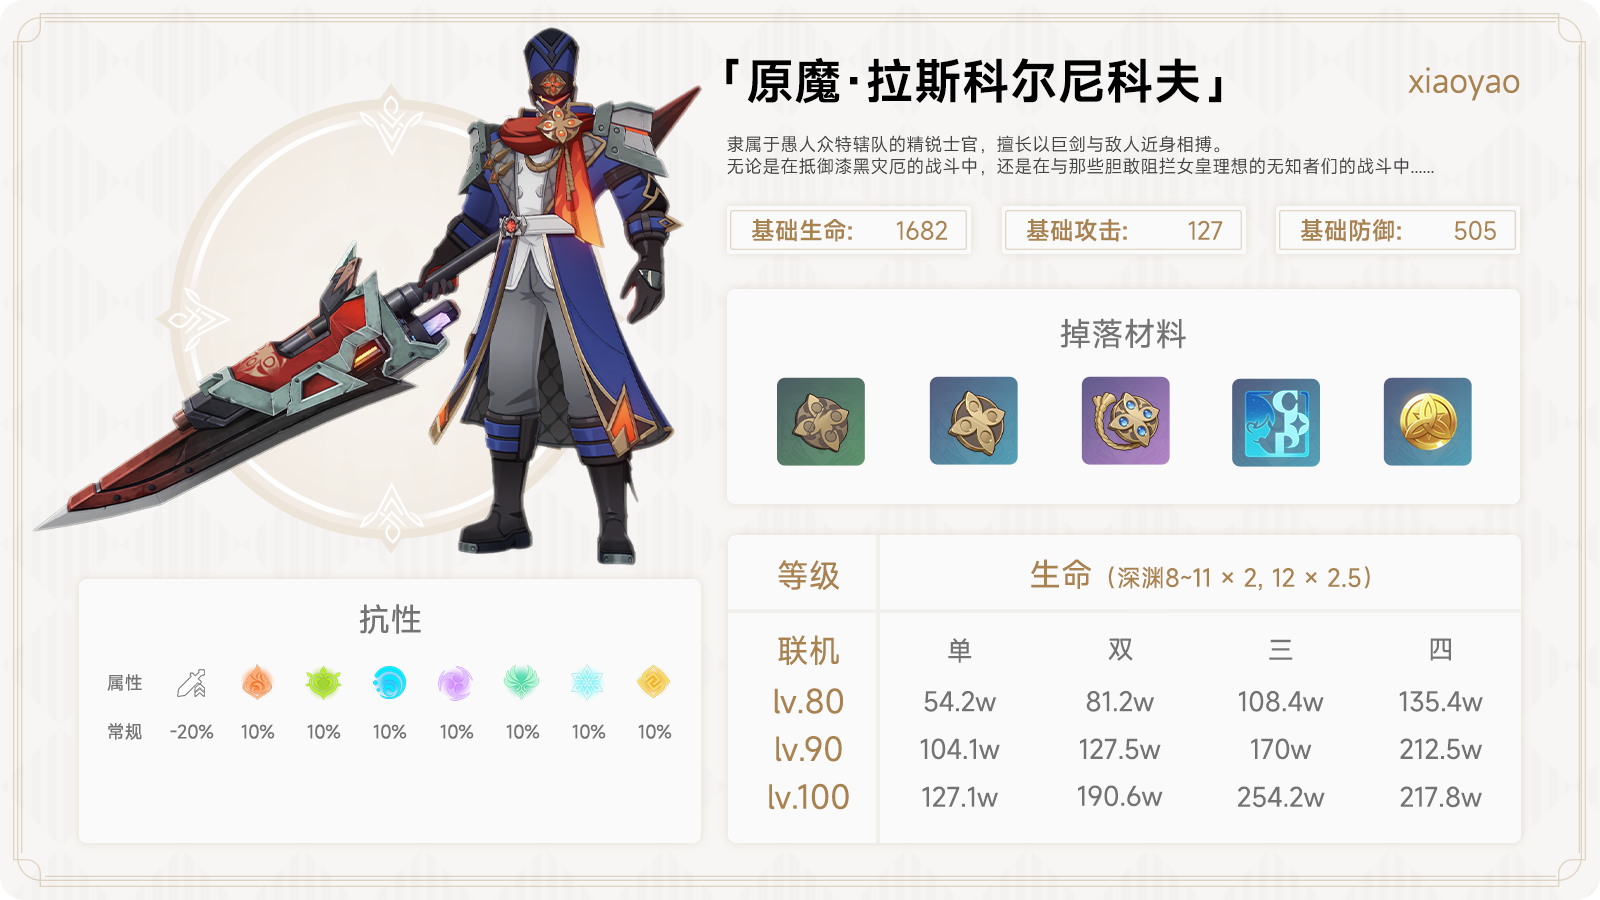 「原魔·拉斯科尔尼科夫」
xiaoyao
隶属于愚人众特辖队的精锐士官，擅长以巨剑与敌人近身相搏。
无论是在抵御漆黑灾厄的战斗中，还是在与那些胆敢阻拦女皇理想的无知者们的战斗中......
基础生命: 1682
基础攻击: 127
基础防御: 505
掉落材料
抗性
属性
常规 -20% 10% 10% 10% 10% 10% 10% 10%
等级 生命（深渊8~11 × 2, 12 × 2.5）
联机 单 双 三 四
lv.80 54.2w 81.2w 108.4w 135.4w
lv.90 104.1w 127.5w 170w 212.5w
lv.100 127.1w 190.6w 254.2w 217.8w